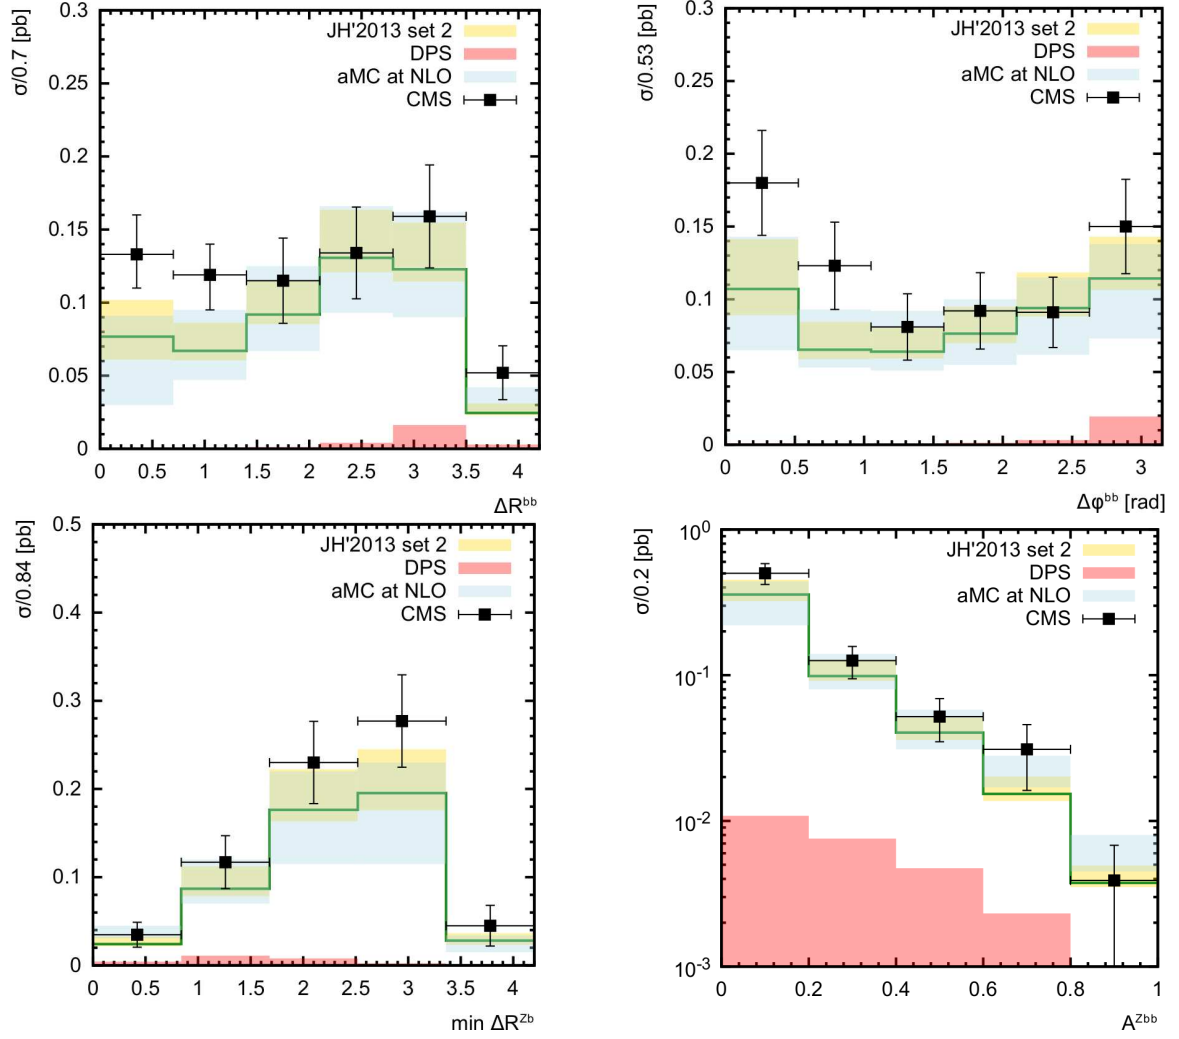 σ/0.7 [pb]
0.3
0.25
0.2
0.15
0.1
0.05
0
JH'2013 set 2
DPS
aMC at NLO
CMS
0 0.5 1 1.5 2 2.5 3 3.5 4
ΔR^bb
σ/0.53 [pb]
0.3
0.25
0.2
0.15
0.1
0.05
0
JH'2013 set 2
DPS
aMC at NLO
CMS
0 0.5 1 1.5 2 2.5 3
Δφ^bb [rad]
σ/0.84 [pb]
0.5
0.4
0.3
0.2
0.1
0
JH'2013 set 2
DPS
aMC at NLO
CMS
0 0.5 1 1.5 2 2.5 3 3.5 4
min ΔR^Zb
σ/0.2 [pb]
10^0
10^-1
10^-2
10^-3
JH'2013 set 2
DPS
aMC at NLO
CMS
0 0.2 0.4 0.6 0.8 1
A^Zbb